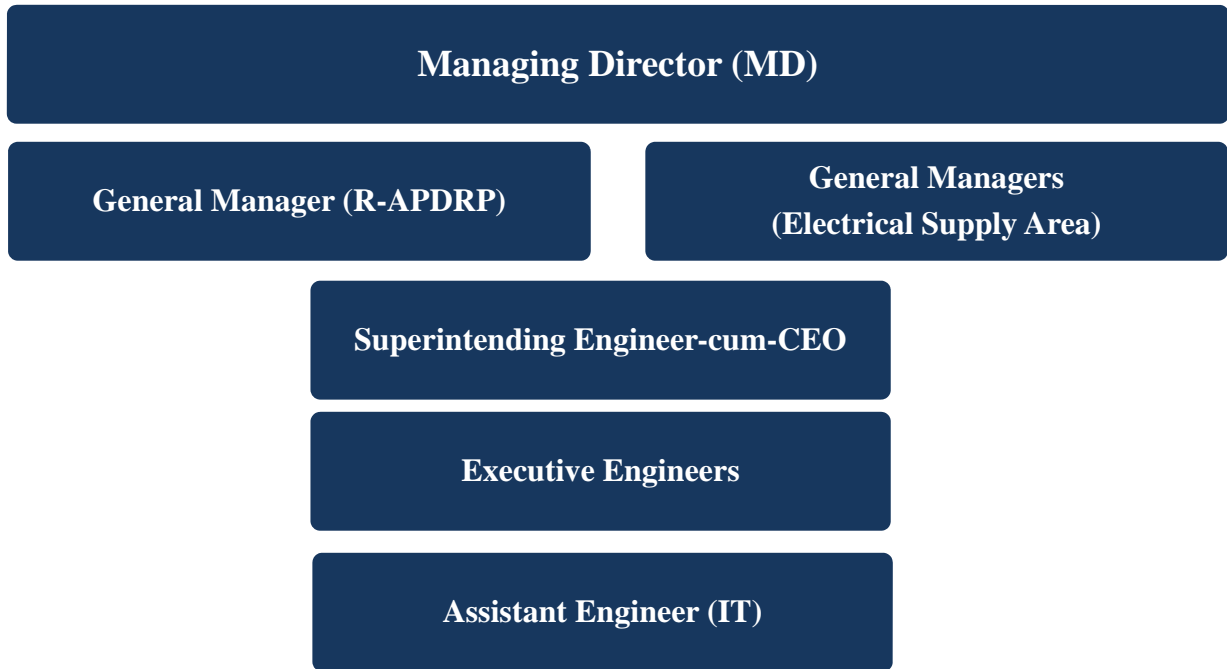 Managing Director (MD)
General Manager (R-APDRP)
General Managers
(Electrical Supply Area)
Superintending Engineer-cum-CEO
Executive Engineers
Assistant Engineer (IT)